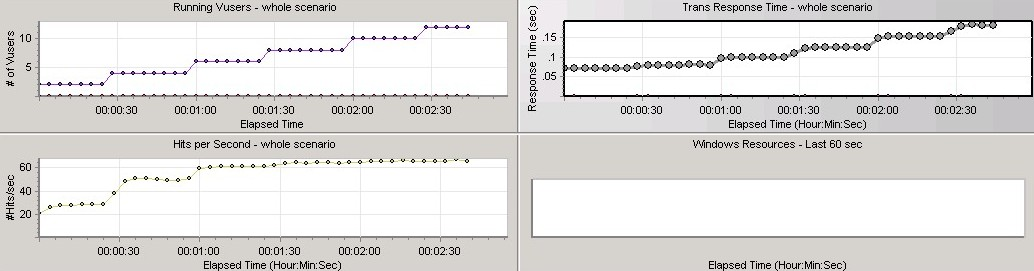 Running Vusers - whole scenario
# of Vusers
10
5
00:00:30 00:01:00 00:01:30 00:02:00 00:02:30
Elapsed Time
Trans Response Time - whole scenario
Response Time (sec)
.15
.1
.05
00:00:30 00:01:00 00:01:30 00:02:00 00:02:30
Elapsed Time (Hour:Min:Sec)
Hits per Second - whole scenario
#Hits/sec
60
40
20
00:00:30 00:01:00 00:01:30 00:02:00 00:02:30
Elapsed Time (Hour:Min:Sec)
Windows Resources - Last 60 sec
Elapsed Time (Hour:Min:Sec)